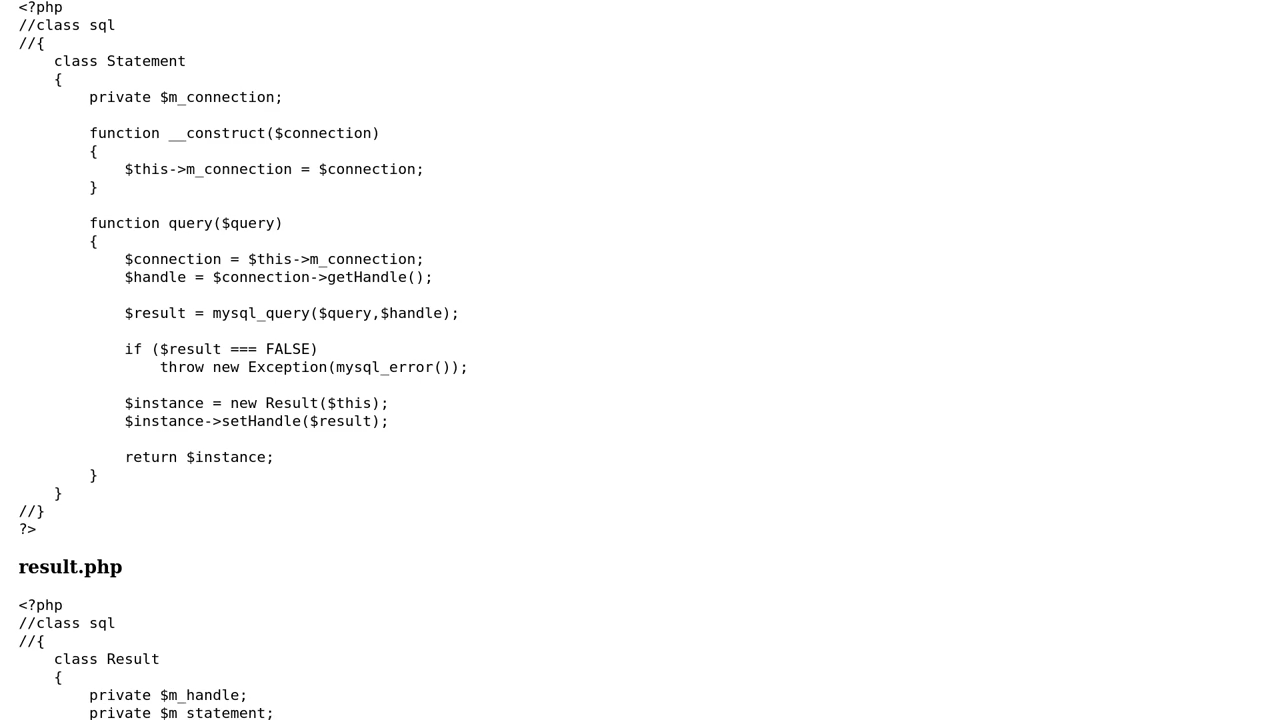 <?php
//class sql
//{
    class Statement
    {
        private $m_connection;

        function __construct($connection)
        {
            $this->m_connection = $connection;
        }

        function query($query)
        {
            $connection = $this->m_connection;
            $handle = $connection->getHandle();

            $result = mysql_query($query,$handle);

            if ($result === FALSE)
                throw new Exception(mysql_error());

            $instance = new Result($this);
            $instance->setHandle($result);

            return $instance;
        }
    }
//}
?>
result.php
<?php
//class sql
//{
    class Result
    {
        private $m_handle;
        private $m_statement;